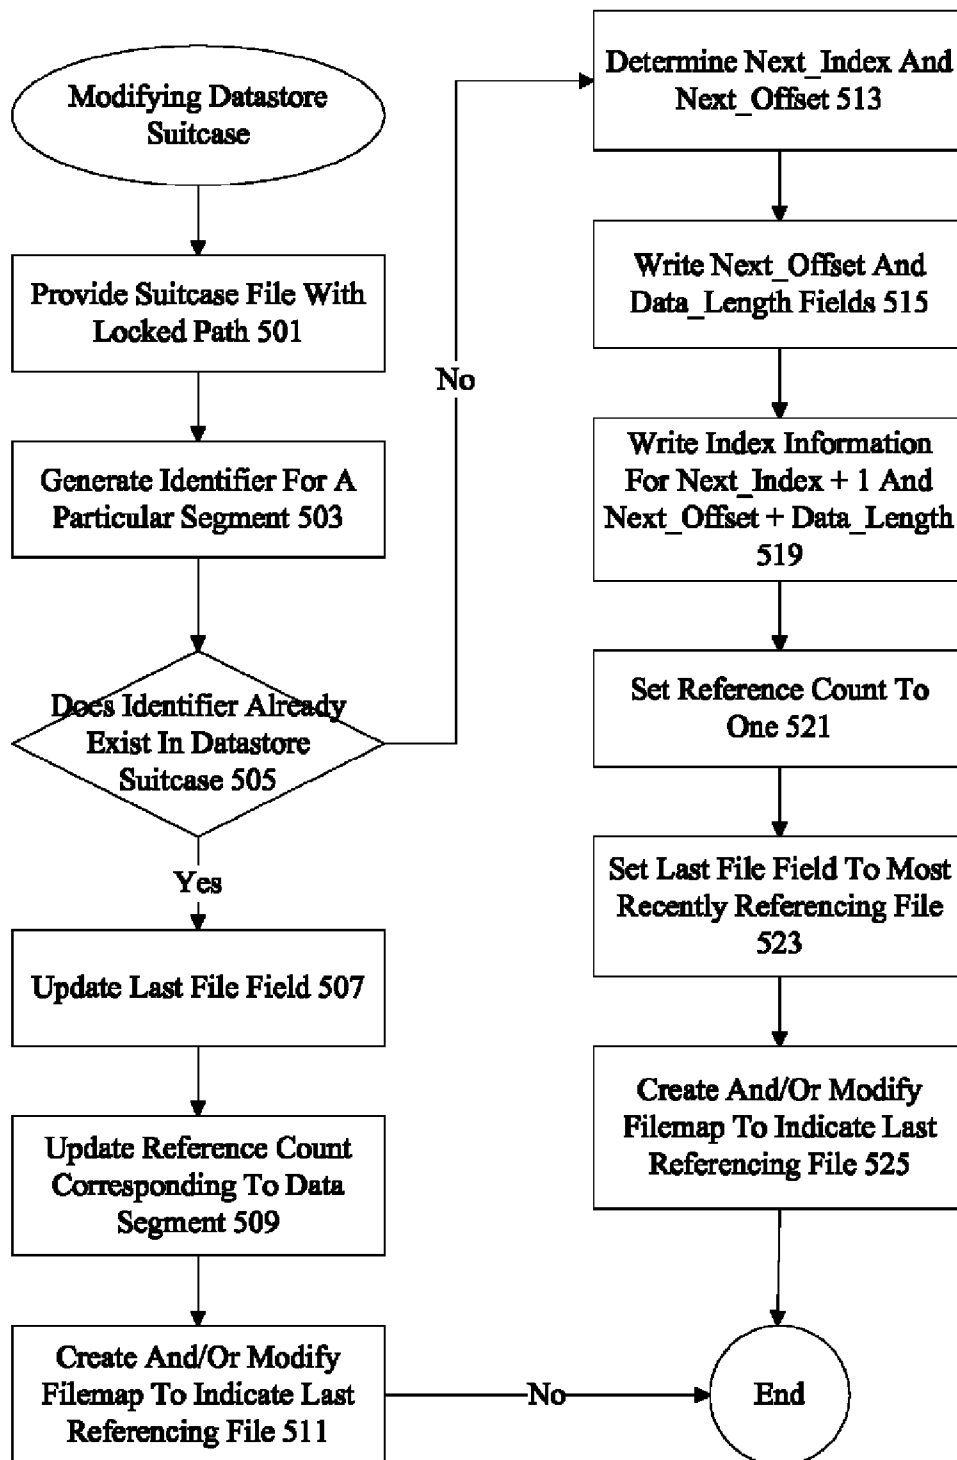 Modifying Datastore
Suitcase
Provide Suitcase File With
Locked Path 501
Generate Identifier For A
Particular Segment 503
Does Identifier Already
Exist In Datastore
Suitcase 505
Yes
Update Last File Field 507
Update Reference Count
Corresponding To Data
Segment 509
Create And/Or Modify
Filemap To Indicate Last
Referencing File 511
No
No
Determine Next_Index And
Next_Offset 513
Write Next_Offset And
Data_Length Fields 515
Write Index Information
For Next_Index + 1 And
Next_Offset + Data_Length
519
Set Reference Count To
One 521
Set Last File Field To Most
Recently Referencing File
523
Create And/Or Modify
Filemap To Indicate Last
Referencing File 525
End